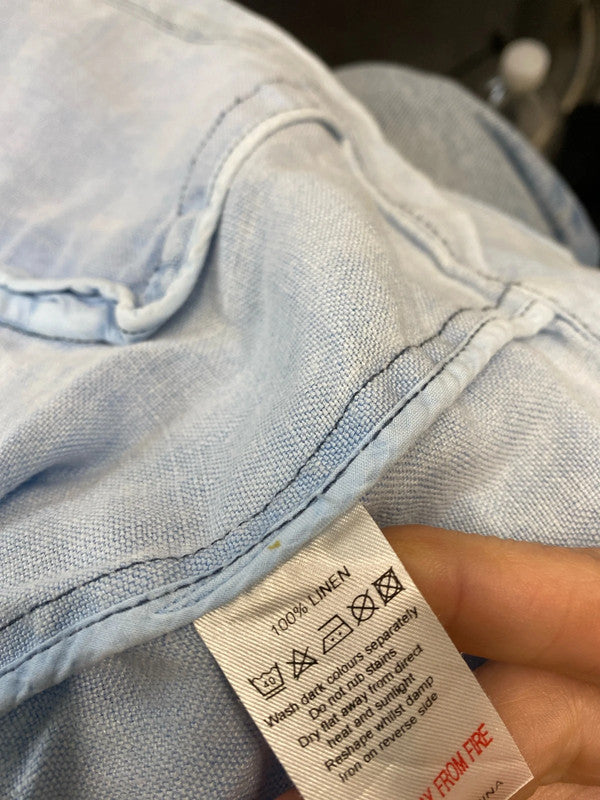 100% LINEN
40
Wash dark colours separately
Do not rub stains
Dry flat away from direct
heat and sunlight
Reshape whilst damp
Iron on reverse side
FROM FIRE